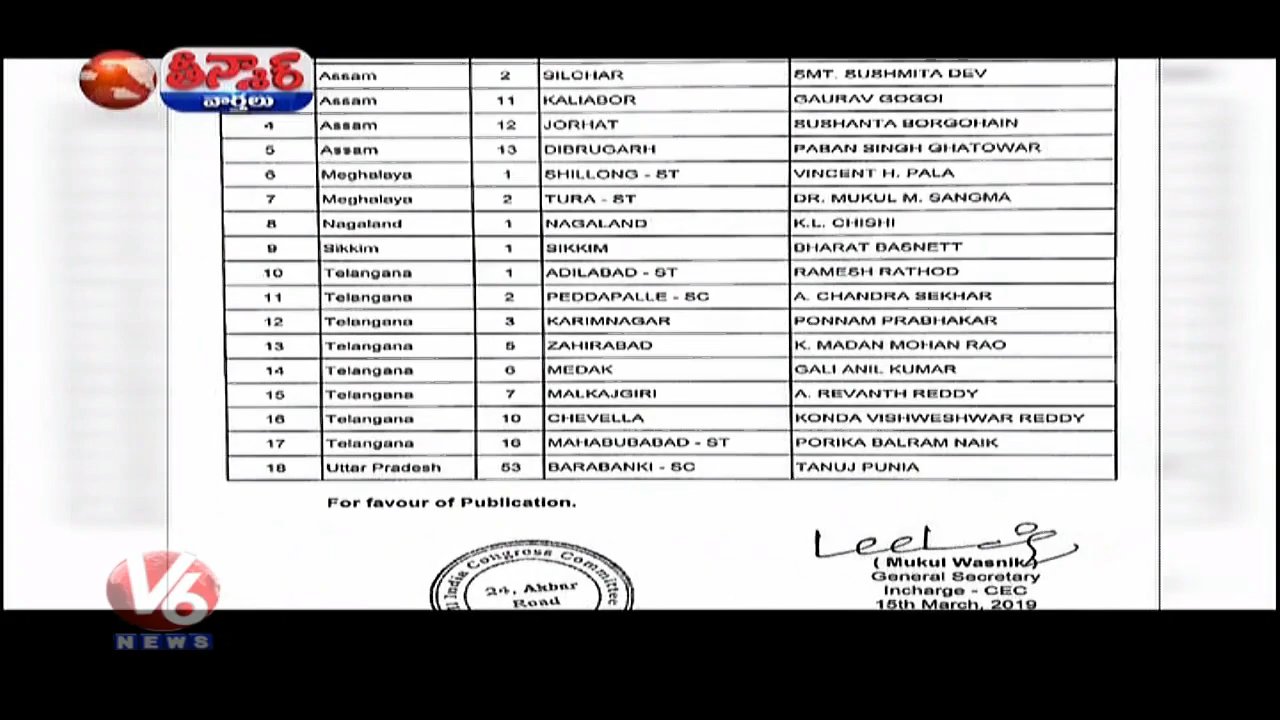 తీన్మార్
వార్తలు
Assam 2 SILCHAR SMT. SUSHMITA DEV
Assam 11 KALIABOR GAURAV GOGOI
4 Assam 12 JORHAT SUSHANTA BORGOHAIN
5 Assam 13 DIBRUGARH PABAN SINGH GHATOWAR
6 Meghalaya 1 SHILLONG - ST VINCENT H. PALA
7 Meghalaya 2 TURA - ST DR. MUKUL M. SANGMA
8 Nagaland 1 NAGALAND K.L. CHISHI
9 Sikkim 1 SIKKIM BHARAT BASNETT
10 Telangana 1 ADILABAD - ST RAMESH RATHOD
11 Telangana 2 PEDDAPALLE - SC A. CHANDRA SEKHAR
12 Telangana 3 KARIMNAGAR PONNAM PRABHAKAR
13 Telangana 5 ZAHIRABAD K. MADAN MOHAN RAO
14 Telangana 6 MEDAK GALI ANIL KUMAR
15 Telangana 7 MALKAJGIRI A. REVANTH REDDY
16 Telangana 10 CHEVELLA KONDA VISHWESHWAR REDDY
17 Telangana 16 MAHABUBABAD - ST PORIKA BALRAM NAIK
18 Uttar Pradesh 53 BARABANKI - SC TANUJ PUNIA
For favour of Publication.
India Congress Committee
24, Akbar
Road
( Mukul Wasnik )
General Secretary
Incharge - CEC
15th March, 2019
V6
NEWS